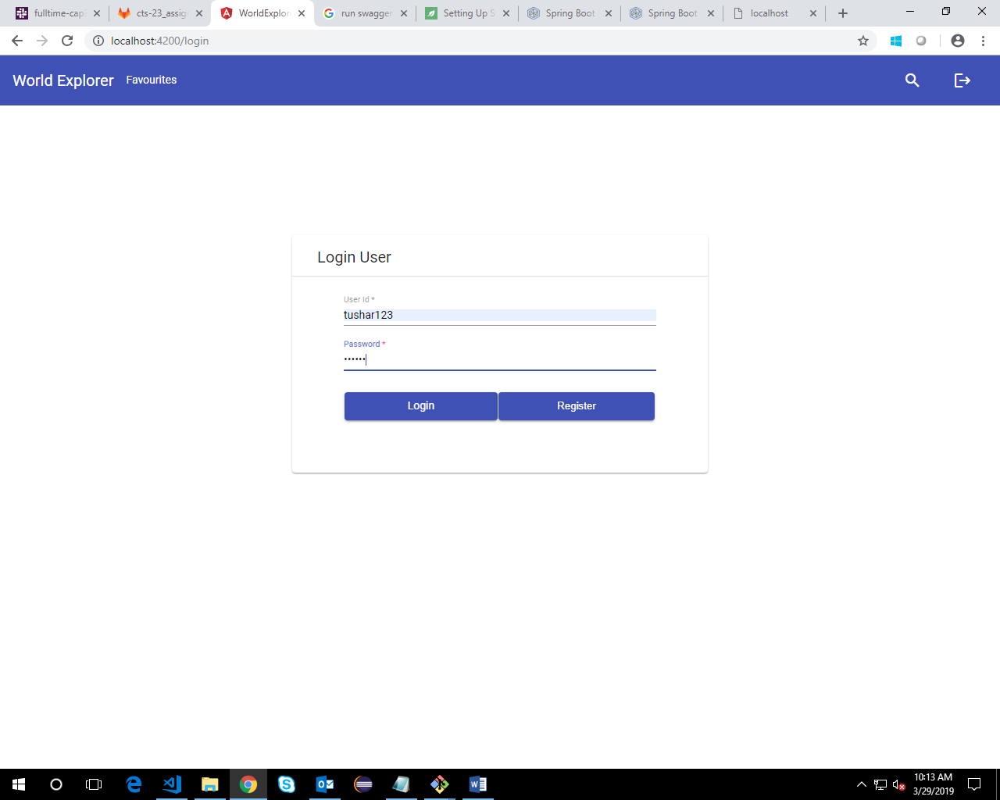 fulltime-cap
cts-23_assig
WorldExplor
run swagger
Setting Up S
Spring Boot
Spring Boot
localhost
localhost:4200/login
World Explorer
Favourites
Login User
User Id *
tushar123
Password *
••••••
Login
Register
10:13 AM
3/29/2019